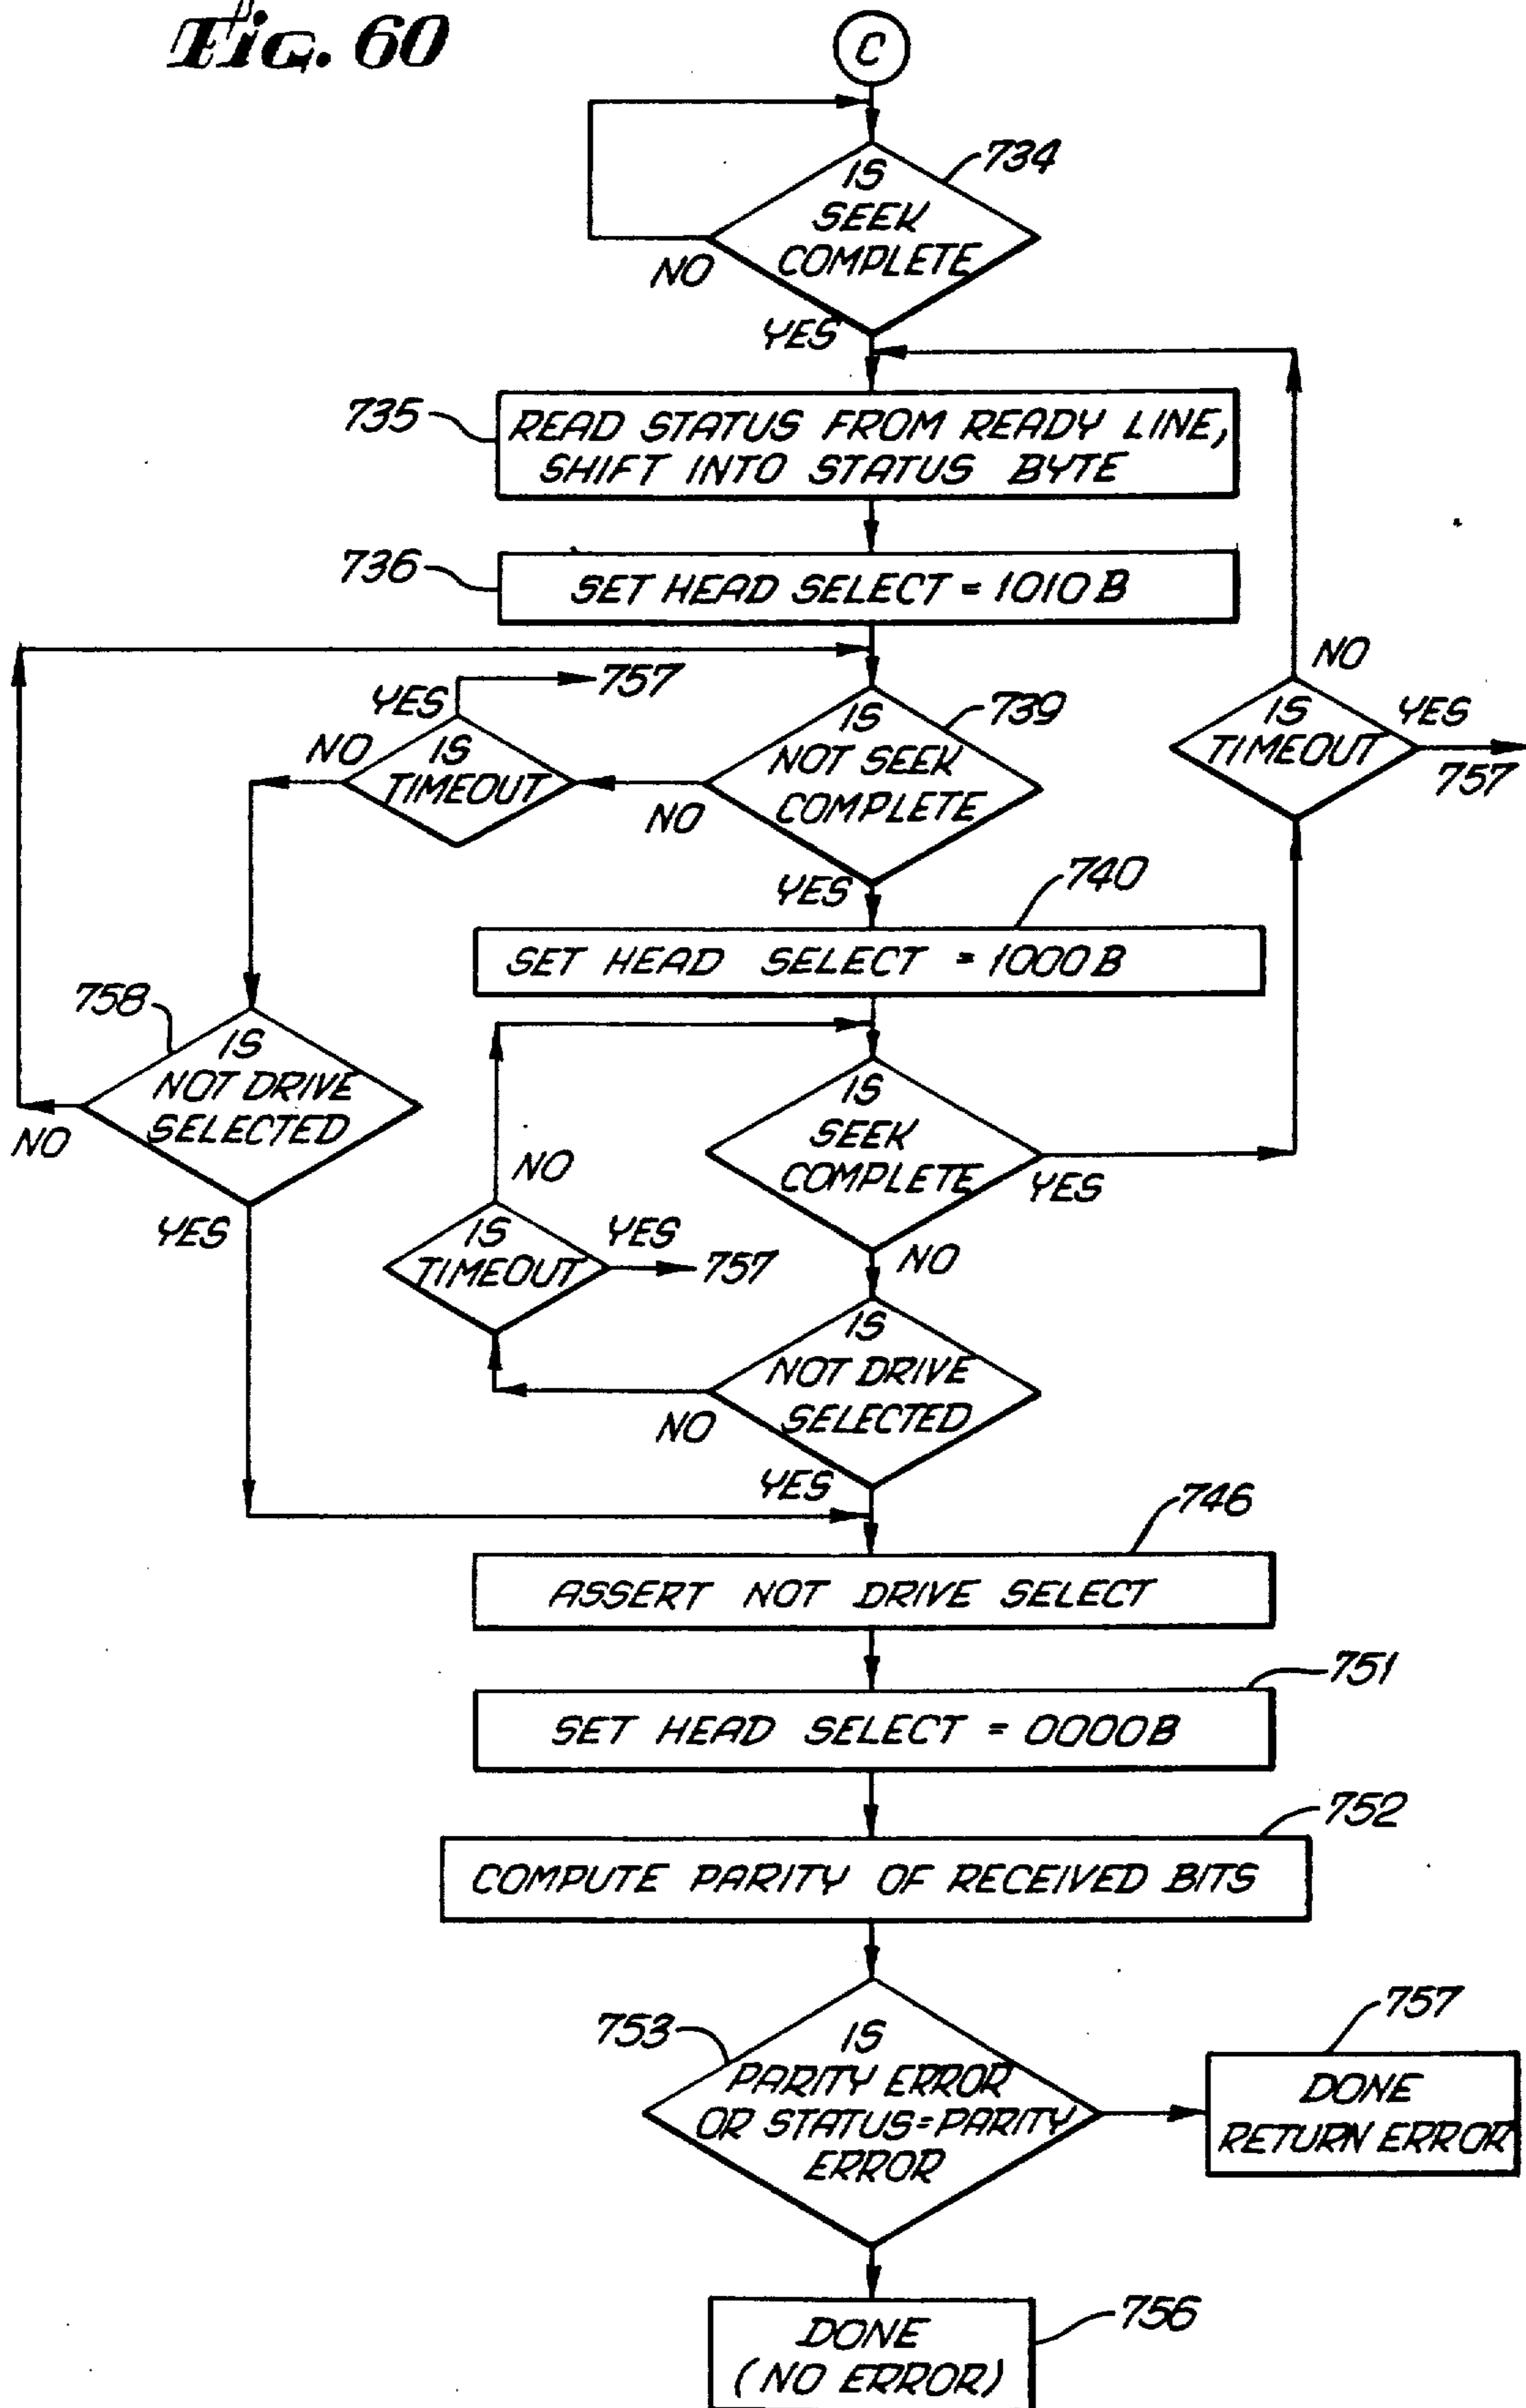 Fig. 60
C
IS
SEEK
COMPLETE
734
NO
YES
735
READ STATUS FROM READY LINE,
SHIFT INTO STATUS BYTE
736
SET HEAD SELECT = 1010B
757
YES
NO
IS
TIMEOUT
IS
NOT SEEK
COMPLETE
739
NO
YES
NO
IS
TIMEOUT
YES
757
740
SET HEAD SELECT = 1000B
758
IS
NOT DRIVE
SELECTED
NO
YES
IS
SEEK
COMPLETE
YES
NO
NO
IS
TIMEOUT
YES
757
IS
NOT DRIVE
SELECTED
NO
YES
746
ASSERT NOT DRIVE SELECT
751
SET HEAD SELECT = 0000B
752
COMPUTE PARITY OF RECEIVED BITS
753
IS
PARITY ERROR
OR STATUS=PARITY
ERROR
757
DONE
RETURN ERROR
756
DONE
(NO ERROR)